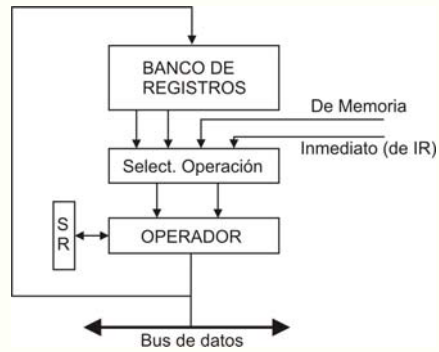 BANCO DE
REGISTROS
De Memoria
Inmediato (de IR)
Select. Operación
S
R
OPERADOR
Bus de datos